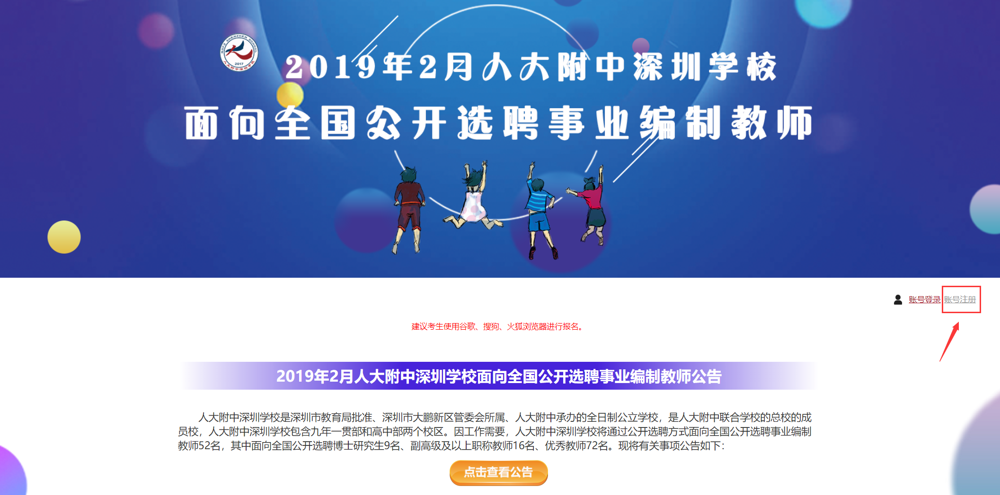 RDFZ SHENZHEN SCHOOL
2017
人大附中深圳学校
2019年2月人大附中深圳学校
面向全国公开选聘事业编制教师
账号登录 账号注册
建议考生使用谷歌、搜狗、火狐浏览器进行报名。
2019年2月人大附中深圳学校面向全国公开选聘事业编制教师公告
人大附中深圳学校是深圳市教育局批准、深圳市大鹏新区管委会所属、人大附中承办的全日制公立学校，是人大附中联合学校的总校的成
员校，人大附中深圳学校包含九年一贯部和高中部两个校区。因工作需要，人大附中深圳学校将通过公开选聘方式面向全国公开选聘事业编制
教师52名，其中面向全国公开选聘博士研究生9名、副高级及以上职称教师16名、优秀教师72名。现将有关事项公告如下：
点击查看公告